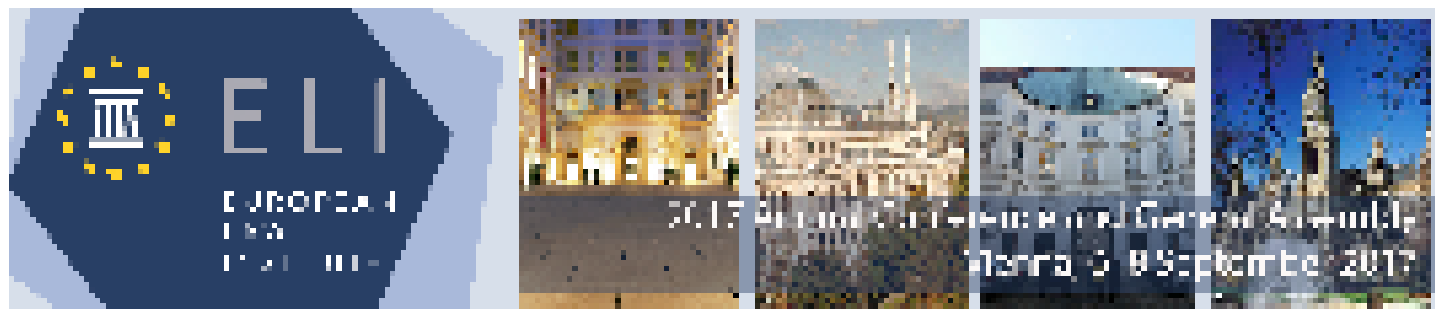 ELI
EUROPEAN
LAW
INSTITUTE
2017 Annual Conference and General Assembly
Vienna, 6-8 September 2017